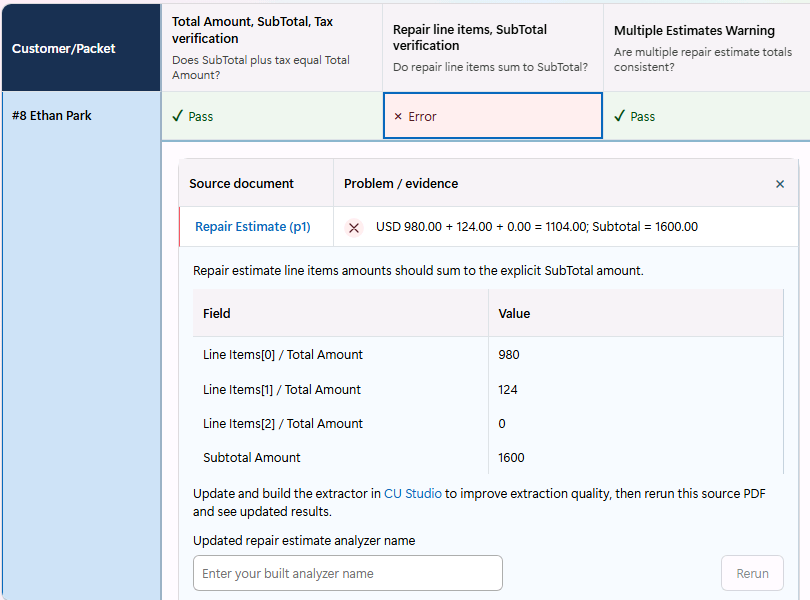 Customer/Packet
Total Amount, SubTotal, Tax
verification
Does SubTotal plus tax equal Total
Amount?
Repair line items, SubTotal
verification
Do repair line items sum to SubTotal?
Multiple Estimates Warning
Are multiple repair estimate totals
consistent?
#8 Ethan Park
✓ Pass
× Error
✓ Pass
Source document
Problem / evidence
×
Repair Estimate (p1)
× USD 980.00 + 124.00 + 0.00 = 1104.00; Subtotal = 1600.00
Repair estimate line items amounts should sum to the explicit SubTotal amount.
Field
Value
Line Items[0] / Total Amount
980
Line Items[1] / Total Amount
124
Line Items[2] / Total Amount
0
Subtotal Amount
1600
Update and build the extractor in CU Studio to improve extraction quality, then rerun this source PDF
and see updated results.
Updated repair estimate analyzer name
Enter your built analyzer name
Rerun